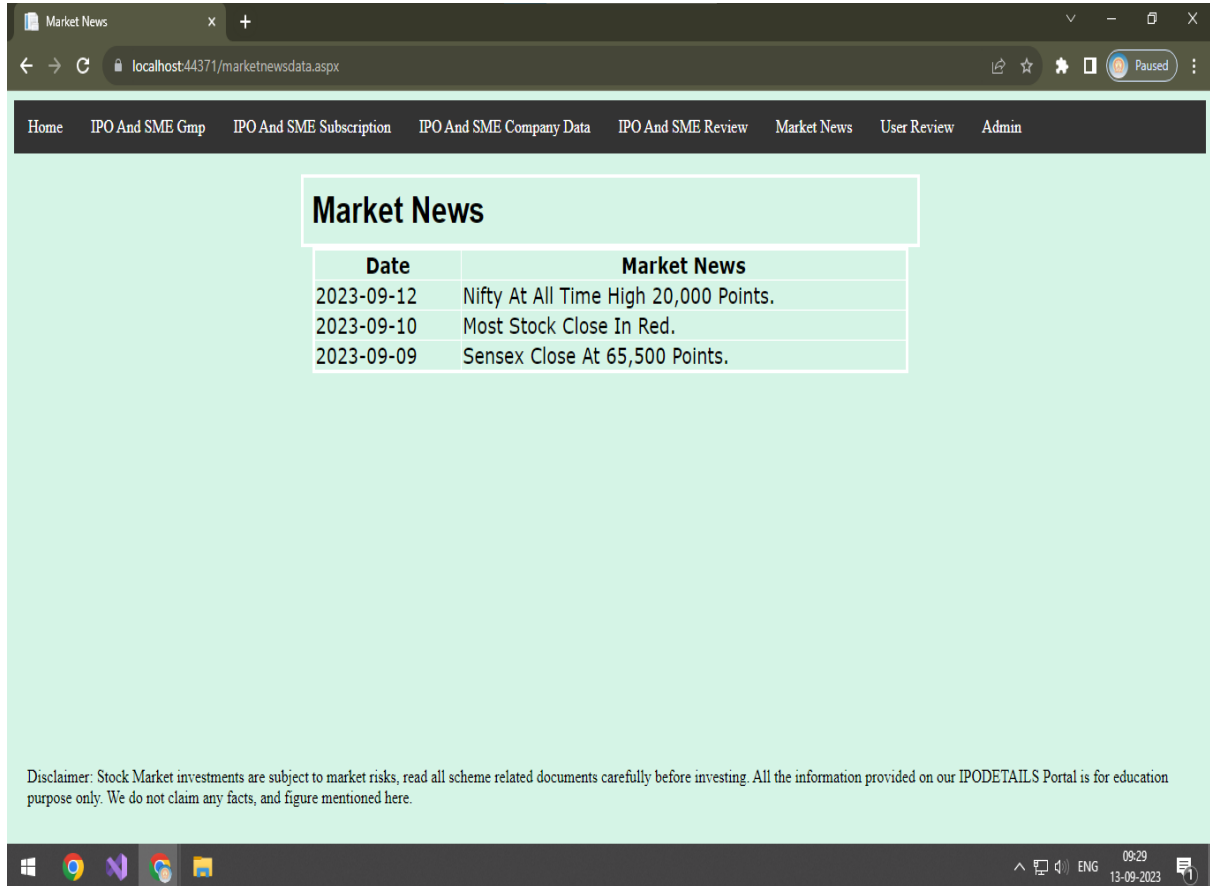 Market News
localhost:44371/marketnewsdata.aspx
Paused
Home IPO And SME Gmp IPO And SME Subscription IPO And SME Company Data IPO And SME Review Market News User Review Admin
Market News
Date Market News
2023-09-12 Nifty At All Time High 20,000 Points.
2023-09-10 Most Stock Close In Red.
2023-09-09 Sensex Close At 65,500 Points.
Disclaimer: Stock Market investments are subject to market risks, read all scheme related documents carefully before investing. All the information provided on our IPODETAILS Portal is for education
purpose only. We do not claim any facts, and figure mentioned here.
ENG
09:29
13-09-2023
1